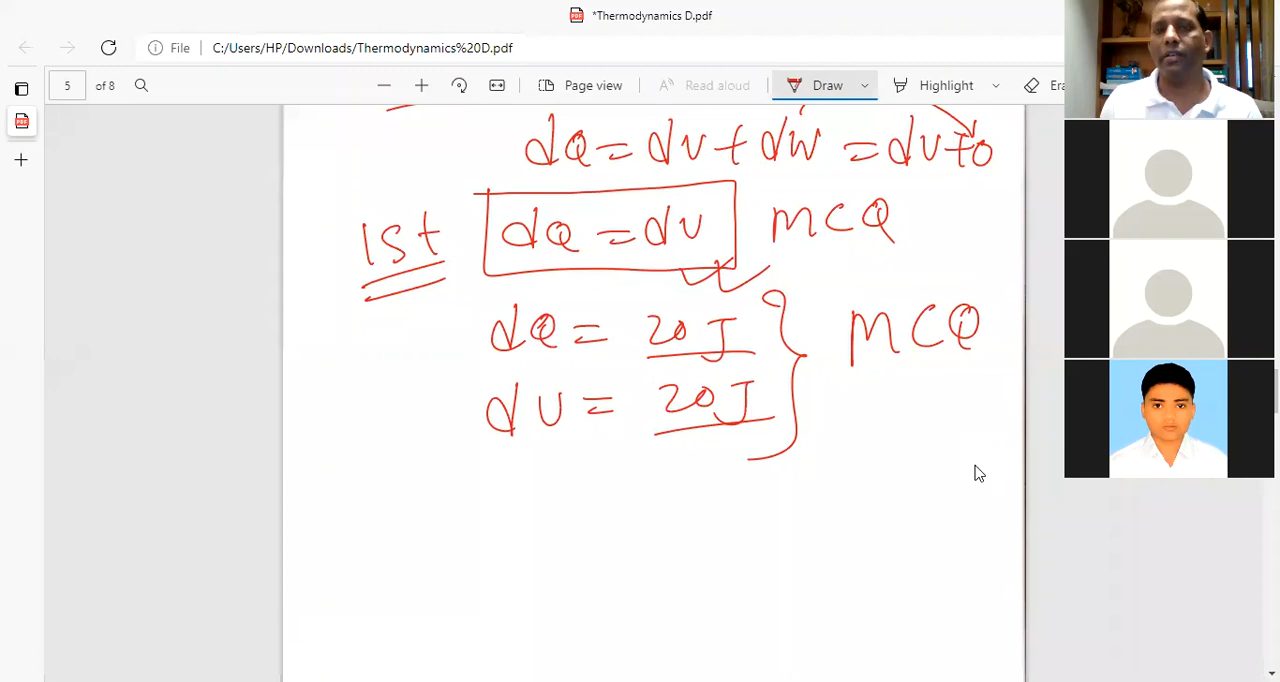 *Thermodynamics D.pdf
File
C:/Users/HP/Downloads/Thermodynamics%20D.pdf
5 of 8
Page view
Read aloud
Draw
Highlight
Era
dQ = dU + dW = dU + 0
1st dQ = dU MCQ
dQ = 20 J MCQ
dU = 20 J